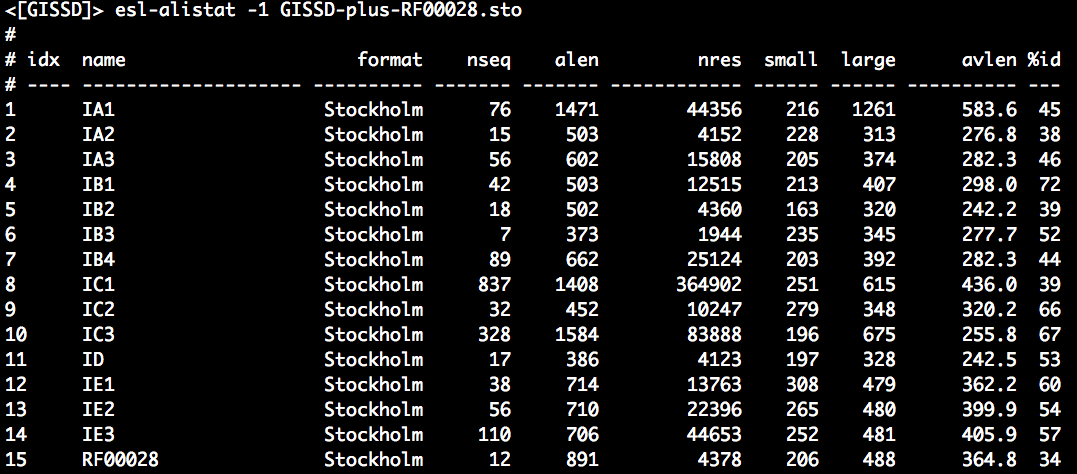 <[GISSD]> esl-alistat -1 GISSD-plus-RF00028.sto
#
# idx name format nseq alen nres small large avlen %id
# ---- -------------------- ---------- ------- ------- ------------ ------ ------ ---------- ---
1 IA1 Stockholm 76 1471 44356 216 1261 583.6 45
2 IA2 Stockholm 15 503 4152 228 313 276.8 38
3 IA3 Stockholm 56 602 15808 205 374 282.3 46
4 IB1 Stockholm 42 503 12515 213 407 298.0 72
5 IB2 Stockholm 18 502 4360 163 320 242.2 39
6 IB3 Stockholm 7 373 1944 235 345 277.7 52
7 IB4 Stockholm 89 662 25124 203 392 282.3 44
8 IC1 Stockholm 837 1408 364902 251 615 436.0 39
9 IC2 Stockholm 32 452 10247 279 348 320.2 66
10 IC3 Stockholm 328 1584 83888 196 675 255.8 67
11 ID Stockholm 17 386 4123 197 328 242.5 53
12 IE1 Stockholm 38 714 13763 308 479 362.2 60
13 IE2 Stockholm 56 710 22396 265 480 399.9 54
14 IE3 Stockholm 110 706 44653 252 481 405.9 57
15 RF00028 Stockholm 12 891 4378 206 488 364.8 34